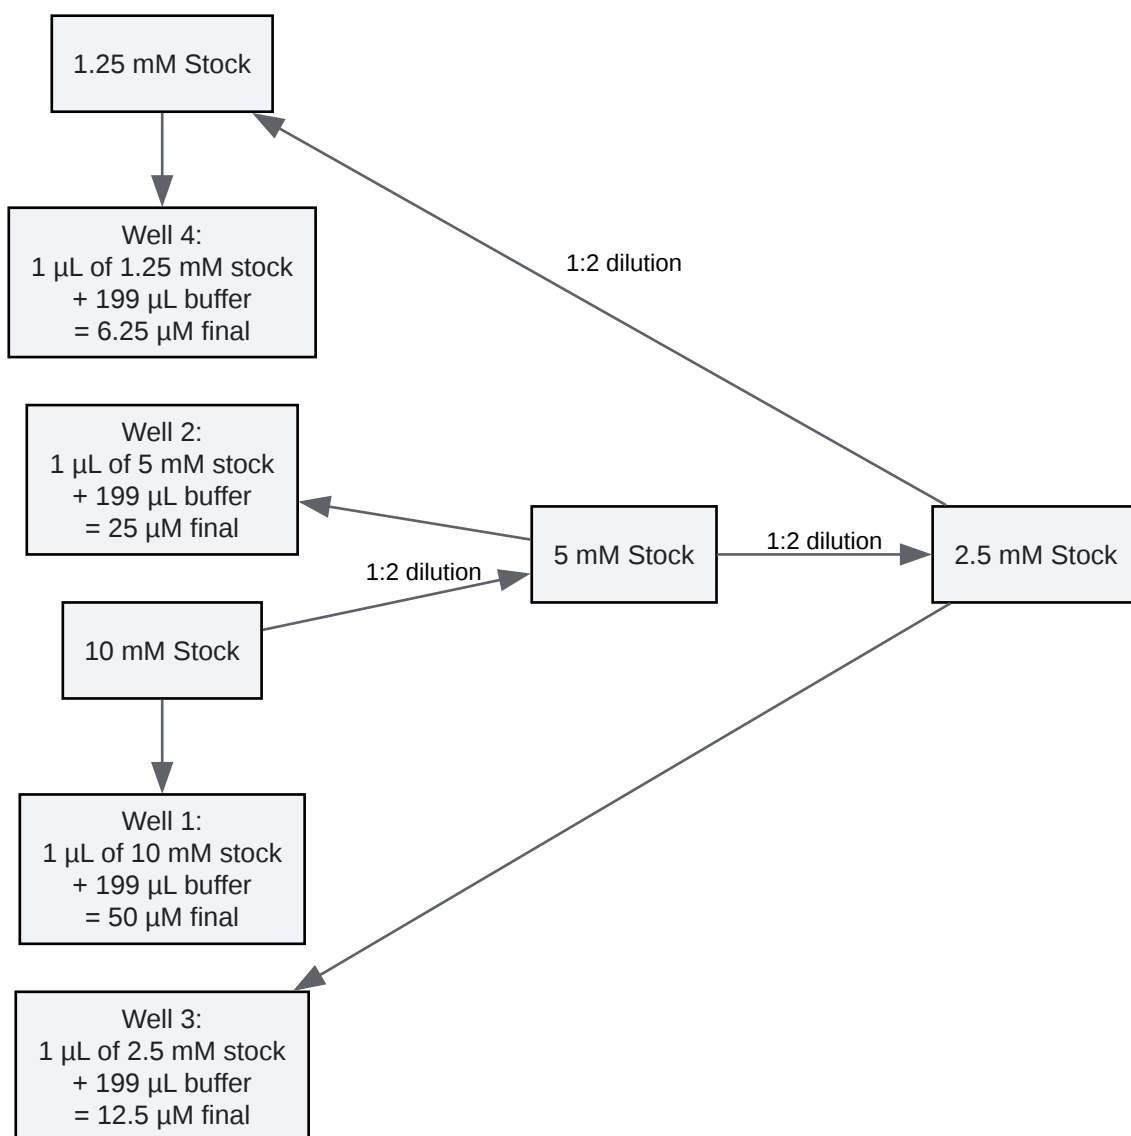 1.25 mM Stock
Well 4:
1 µL of 1.25 mM stock
+ 199 µL buffer
= 6.25 µM final
1:2 dilution
Well 2:
1 µL of 5 mM stock
+ 199 µL buffer
= 25 µM final
5 mM Stock
1:2 dilution
2.5 mM Stock
1:2 dilution
10 mM Stock
Well 1:
1 µL of 10 mM stock
+ 199 µL buffer
= 50 µM final
Well 3:
1 µL of 2.5 mM stock
+ 199 µL buffer
= 12.5 µM final